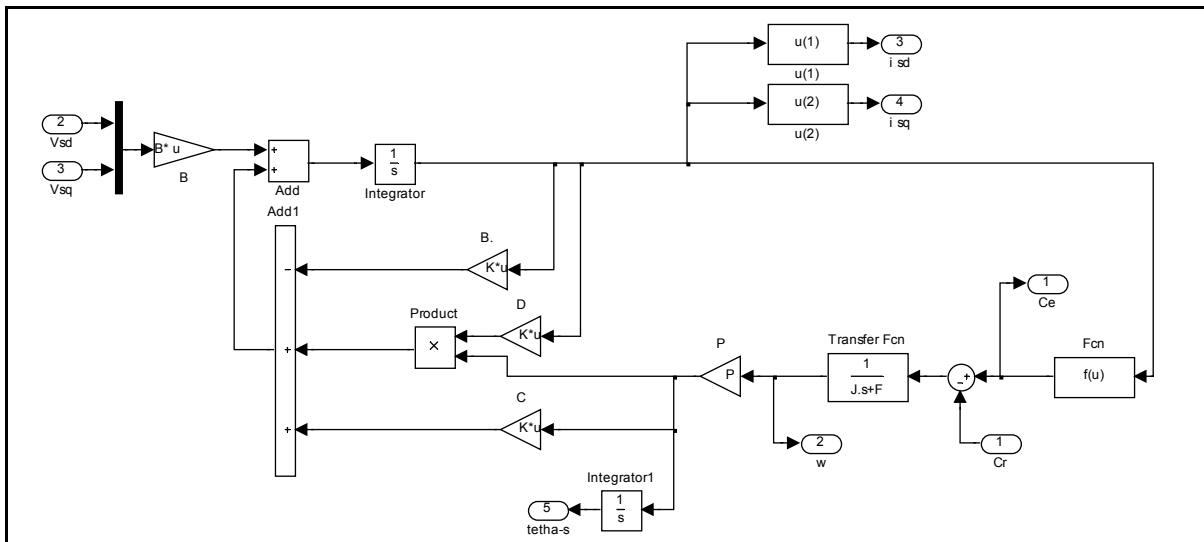 u(1)
3
u(1)
i sd
u(2)
4
u(2)
i sq
2
Vsd
3
Vsq
B* u
B
+
+
Add
1
s
Integrator
Add1
−
+
+
B.
K*u
D
K*u
Product
×
C
K*u
P
P
Transfer Fcn
1
J.s+F
2
w
+
-
1
Cr
1
Ce
Fcn
f(u)
Integrator1
1
s
5
tetha-s